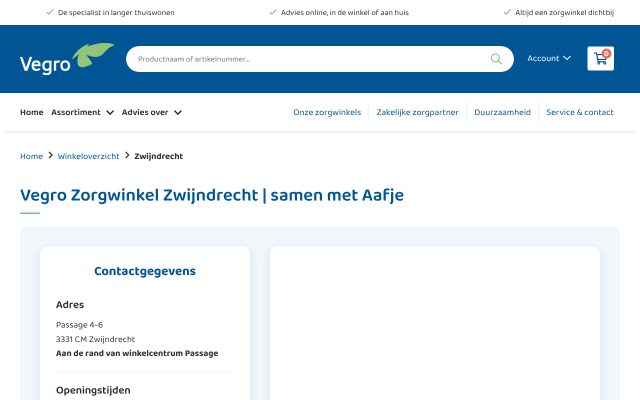 De specialist in langer thuiswonen
Advies online, in de winkel of aan huis
Altijd een zorgwinkel dichtbij
Vegro
Productnaam of artikelnummer...
Account
0
Home
Assortiment
Advies over
Onze zorgwinkels
Zakelijke zorgpartner
Duurzaamheid
Service & contact
Home
Winkeloverzicht
Zwijndrecht
Vegro Zorgwinkel Zwijndrecht | samen met Aafje
Contactgegevens
Adres
Passage 4-6
3331 CM Zwijndrecht
Aan de rand van winkelcentrum Passage
Openingstijden